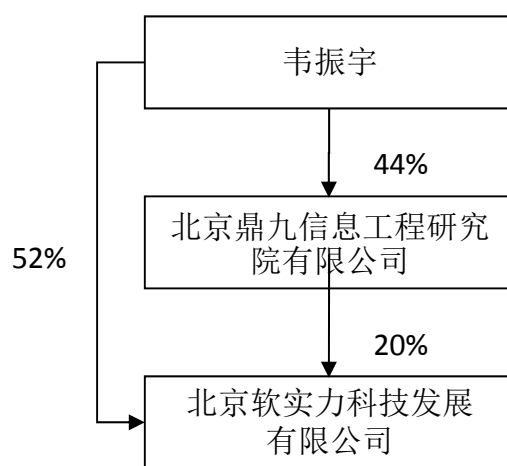 韦振宇
44%
北京鼎九信息工程研究
院有限公司
52%
20%
北京软实力科技发展
有限公司